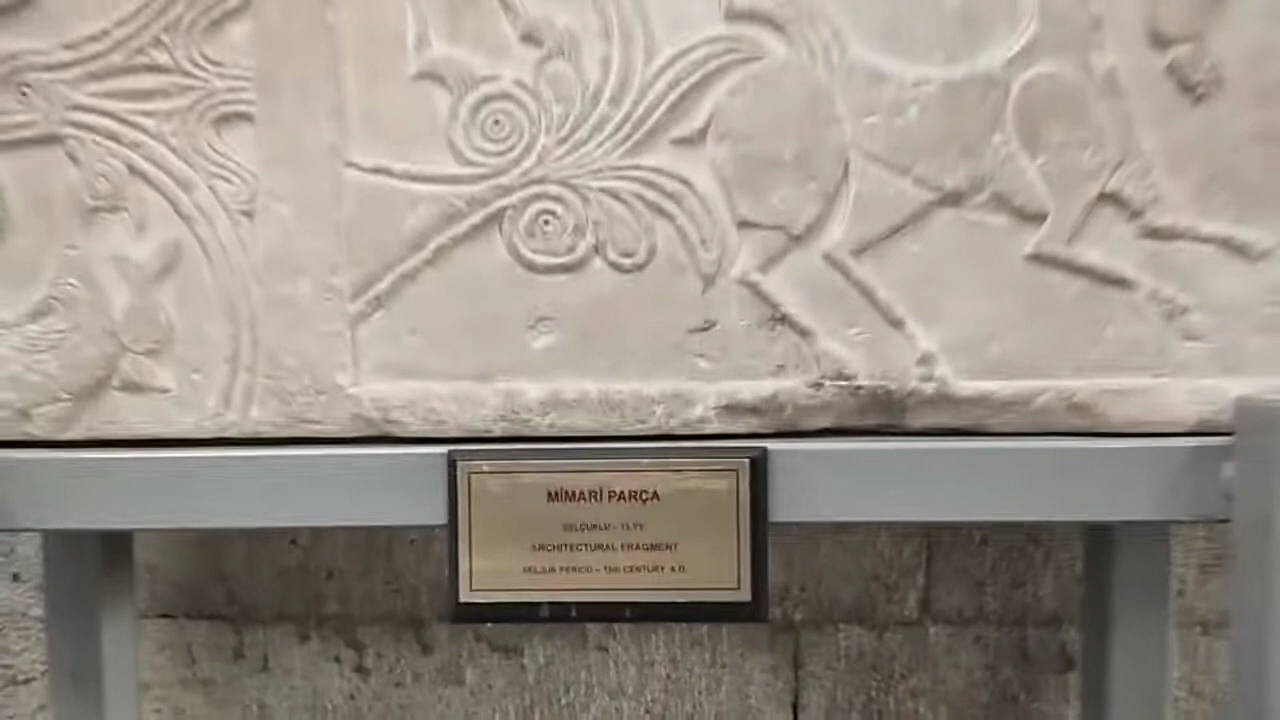 MİMARİ PARÇA
SELÇUKLU - 13.YY.
ARCHITECTURAL FRAGMENT
SELJUK PERIOD - 13th CENTURY A.D.